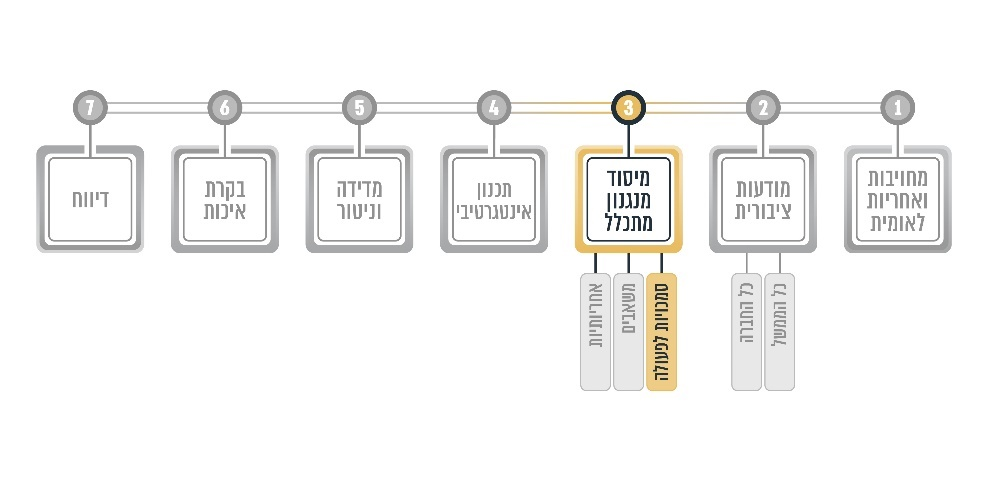 1
מחויבות
ואחריות
לאומית
2
מודעות
ציבורית
כל הממשל
כל החברה
3
מיסוד
מנגנון
מתכלל
סמכויות לפעולה
משאבים
אחריותיות
4
תכנון
אינטגרטיבי
5
מדידה
וניטור
6
בקרת
איכות
7
דיווח